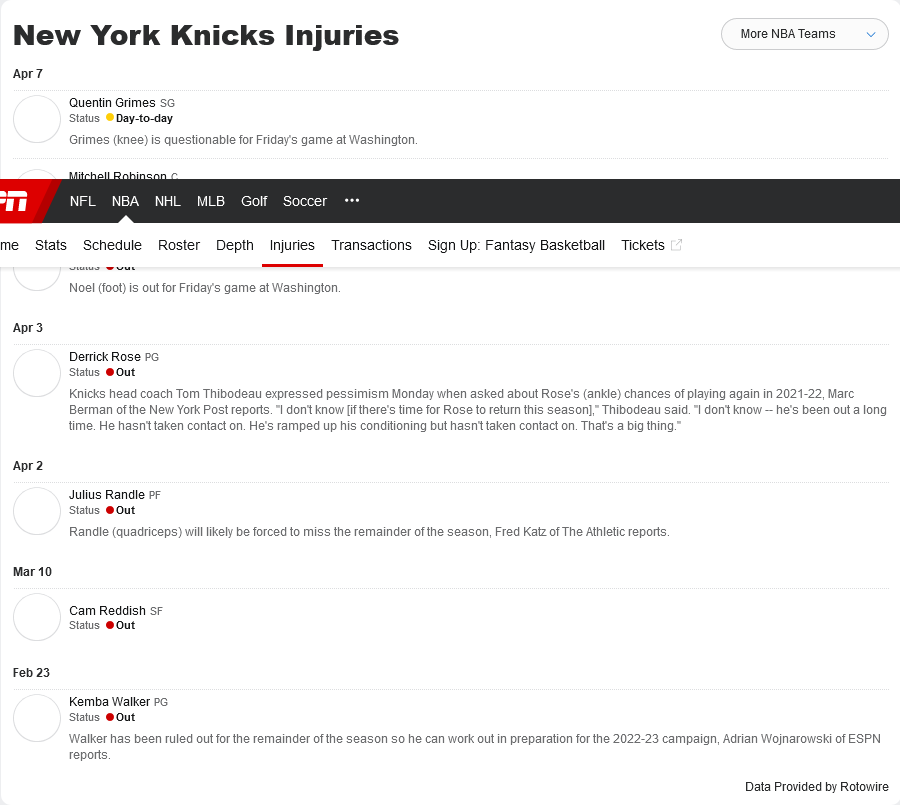 New York Knicks Injuries
More NBA Teams
Apr 7
Quentin Grimes SG
Status Day-to-day
Grimes (knee) is questionable for Friday's game at Washington.
Mitchell Robinson C
NFL NBA NHL MLB Golf Soccer •••
me Stats Schedule Roster Depth Injuries Transactions Sign Up: Fantasy Basketball Tickets
Status Out
Noel (foot) is out for Friday's game at Washington.
Apr 3
Derrick Rose PG
Status Out
Knicks head coach Tom Thibodeau expressed pessimism Monday when asked about Rose's (ankle) chances of playing again in 2021-22, Marc
Berman of the New York Post reports. "I don't know [if there's time for Rose to return this season]," Thibodeau said. "I don't know -- he's been out a long
time. He hasn't taken contact on. He's ramped up his conditioning but hasn't taken contact on. That's a big thing."
Apr 2
Julius Randle PF
Status Out
Randle (quadriceps) will likely be forced to miss the remainder of the season, Fred Katz of The Athletic reports.
Mar 10
Cam Reddish SF
Status Out
Feb 23
Kemba Walker PG
Status Out
Walker has been ruled out for the remainder of the season so he can work out in preparation for the 2022-23 campaign, Adrian Wojnarowski of ESPN
reports.
Data Provided by Rotowire